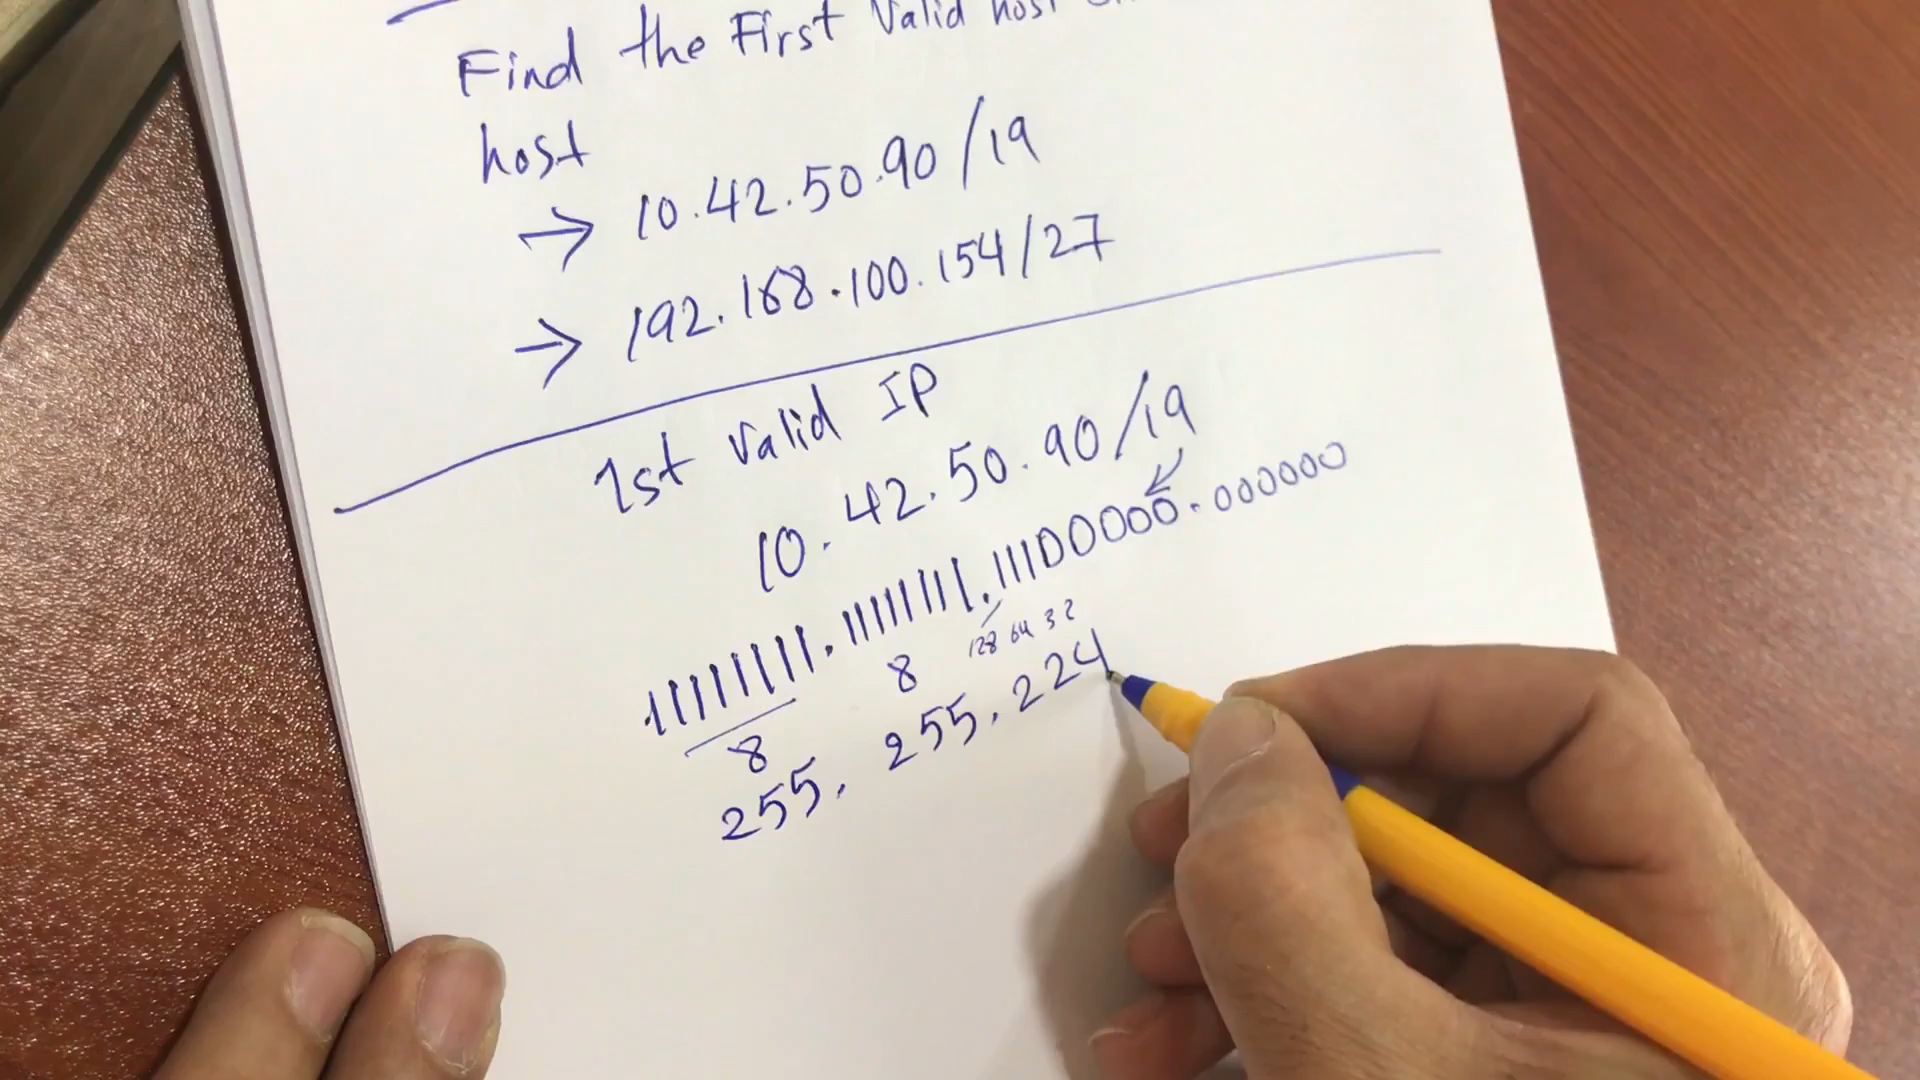 Find the First Valid host
host
→ 10.42.50.90/19
→ 192.168.100.154/27
1st Valid IP
10.42.50.90/19
11111111.11111111.11100000.000000
128 64 32
8 8
255. 255. 224